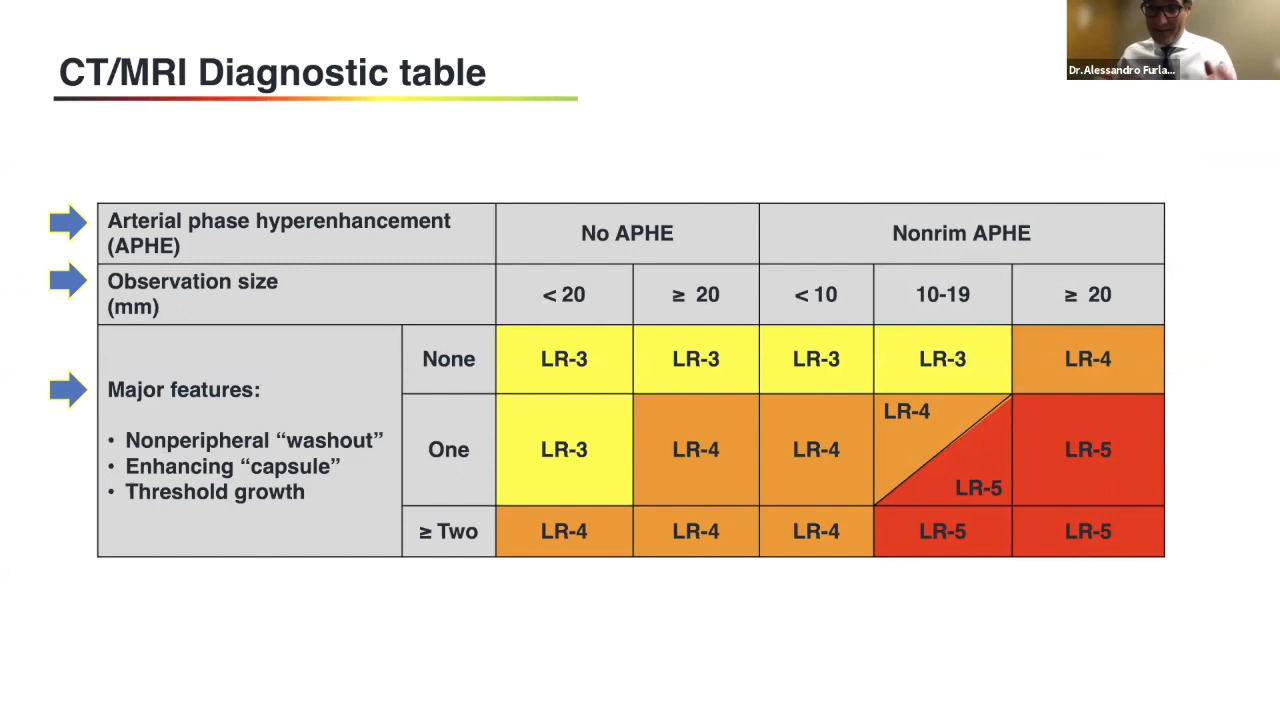 CT/MRI Diagnostic table
Dr.Alessandro Furla...
Arterial phase hyperenhancement
(APHE)
No APHE
Nonrim APHE
Observation size
(mm)
< 20
≥ 20
< 10
10-19
≥ 20
Major features:
• Nonperipheral “washout”
• Enhancing “capsule”
• Threshold growth
None
LR-3
LR-3
LR-3
LR-3
LR-4
One
LR-3
LR-4
LR-4
LR-4
LR-5
LR-5
≥ Two
LR-4
LR-4
LR-4
LR-5
LR-5